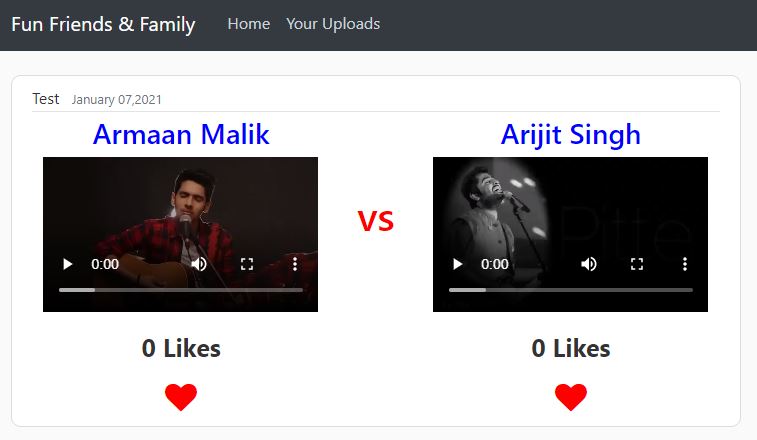 Fun Friends & Family Home Your Uploads
Test January 07,2021
Armaan Malik
Arijit Singh
VS
0:00
0:00
Pitte
0 Likes
0 Likes